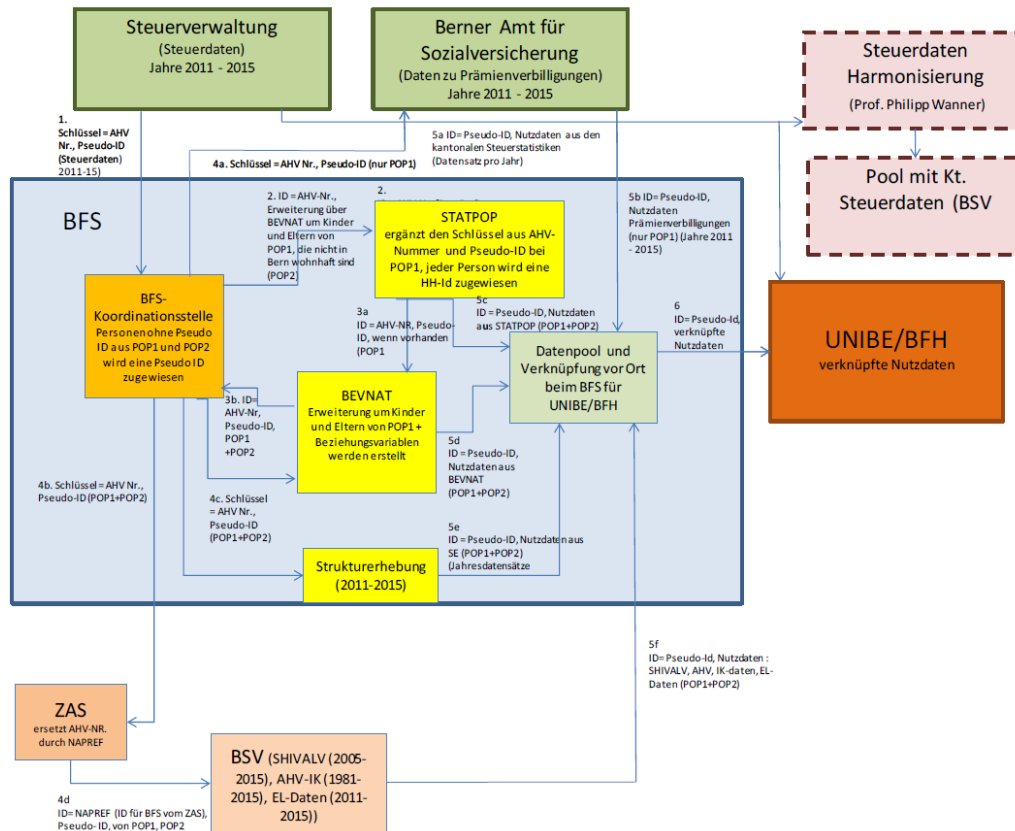 Steuerverwaltung
(Steuerdaten)
Jahre 2011 - 2015
Berner Amt für
Sozialversicherung
(Daten zu Prämienverbilligungen)
Jahre 2011 - 2015
Steuerdaten
Harmonisierung
(Prof. Philipp Wanner)
Pool mit Kt.
Steuerdaten (BSV
1.
Schlüssel = AHV
Nr., Pseudo-ID
(Steuerdaten)
2011-15)
4a. Schlüssel = AHV Nr., Pseudo-ID (nur POP1)
5a ID= Pseudo-ID, Nutzdaten aus den
kantonalen Steuerstatistiken
(Datensatz pro Jahr)
BFS
2. ID = AHV-Nr.,
Erweiterung über
BEVNAT um Kinder
und Eltern von
POP1, die nicht in
Bern wohnhaft sind
(POP2)
2.
STATPOP
ergänzt den Schlüssel aus AHV-
Nummer und Pseudo-ID bei
POP1, jeder Person wird eine
HH-Id zugewiesen
5b ID= Pseudo-ID,
Nutzdaten
Prämienverbilligungen
(nur POP1) (Jahre 2011
- 2015)
BFS-
Koordinationsstelle
Personen ohne Pseudo
ID aus POP1 und POP2
wird eine Pseudo ID
zugewiesen
3a
ID = AHV-NR, Pseudo-
ID, wenn vorhanden
(POP1
5c
ID = Pseudo-ID, Nutzdaten
aus STATPOP (POP1+POP2)
6
ID= Pseudo-Id,
verknüpfte
Nutzdaten
UNIBE/BFH
verknüpfte Nutzdaten
Datenpool und
Verknüpfung vor Ort
beim BFS für
UNIBE/BFH
3b. ID=
AHV-Nr,
Pseudo-ID,
POP1
+POP2
BEVNAT
Erweiterung um Kinder
und Eltern von POP1 +
Beziehungsvariablen
werden erstellt
5d
ID = Pseudo-ID,
Nutzdaten aus
BEVNAT
(POP1+POP2)
4b. Schlüssel = AHV Nr.,
Pseudo-ID (POP1+POP2)
4c. Schlüssel
= AHV Nr.,
Pseudo-ID
(POP1+POP2)
5e
ID = Pseudo-ID, Nutzdaten aus
SE (POP1+POP2)
(Jahresdatensätze
Strukturerhebung
(2011-2015)
5f
ID= Pseudo-Id, Nutzdaten :
SHIVALV, AHV, IK-daten, EL-
Daten (POP1+POP2)
ZAS
ersetzt AHV-NR.
durch NAPREF
BSV (SHIVALV (2005-
2015), AHV-IK (1981-
2015), EL-Daten (2011-
2015))
4d
ID= NAPREF (ID für BFS vom ZAS),
Pseudo- ID, von POP1, POP2